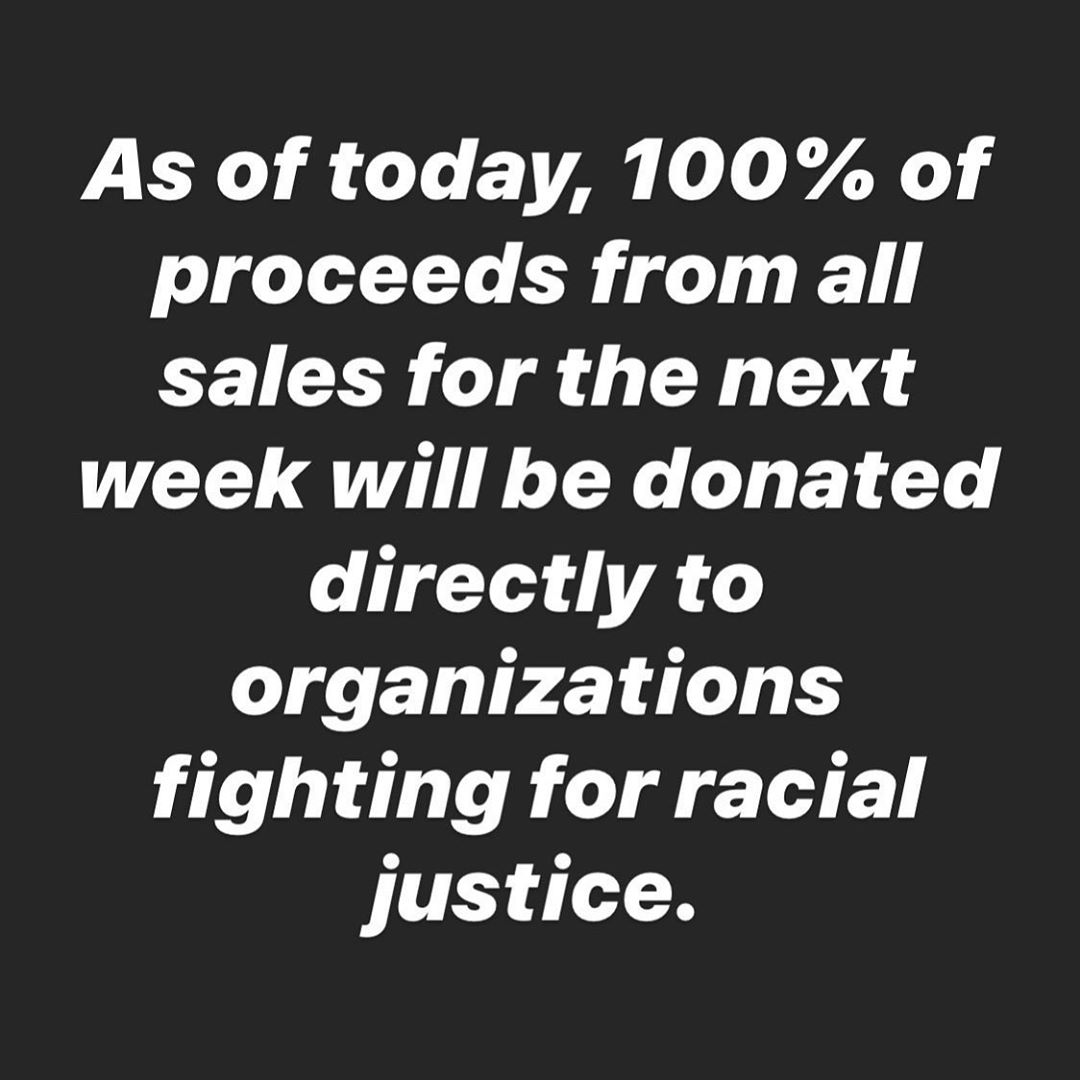 As of today, 100% of
proceeds from all
sales for the next
week will be donated
directly to
organizations
fighting for racial
justice.